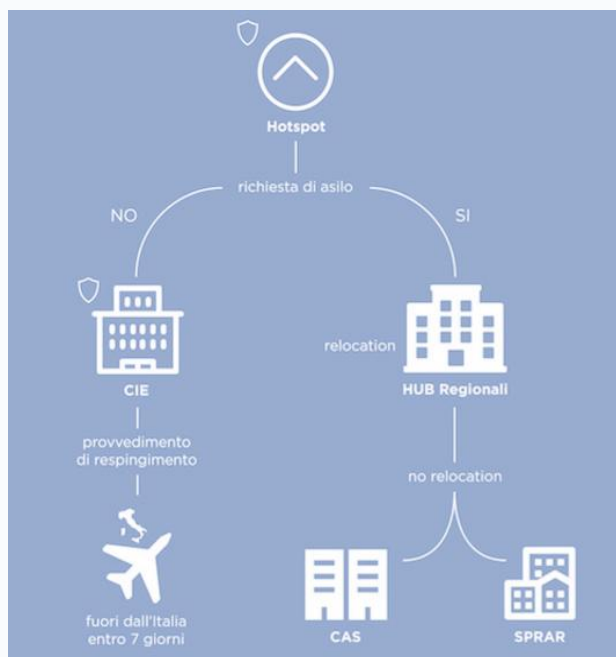 Hotspot
richiesta di asilo
NO
SI
relocation
CIE
HUB Regionali
provvedimento
di respingimento
no relocation
fuori dall'Italia
entro 7 giorni
CAS
SPRAR